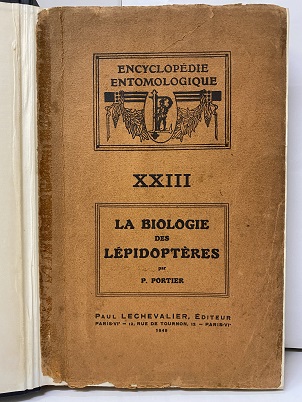 ENCYCLOPÉDIE
ENTOMOLOGIQUE
XXIII
LA BIOLOGIE
DES
LÉPIDOPTÈRES
par
P. PORTIER
PAUL LECHEVALIER, ÉDITEUR
PARIS-VIᵉ — 12, RUE DE TOURNON, 12 — PARIS-VIᵉ
1949